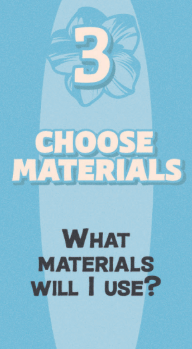 3
CHOOSE
MATERIALS
WHAT
MATERIALS
WILL I USE?